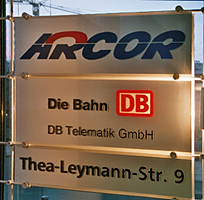 ARCOR
Die Bahn DB
DB Telematik GmbH
Thea-Leymann-Str. 9